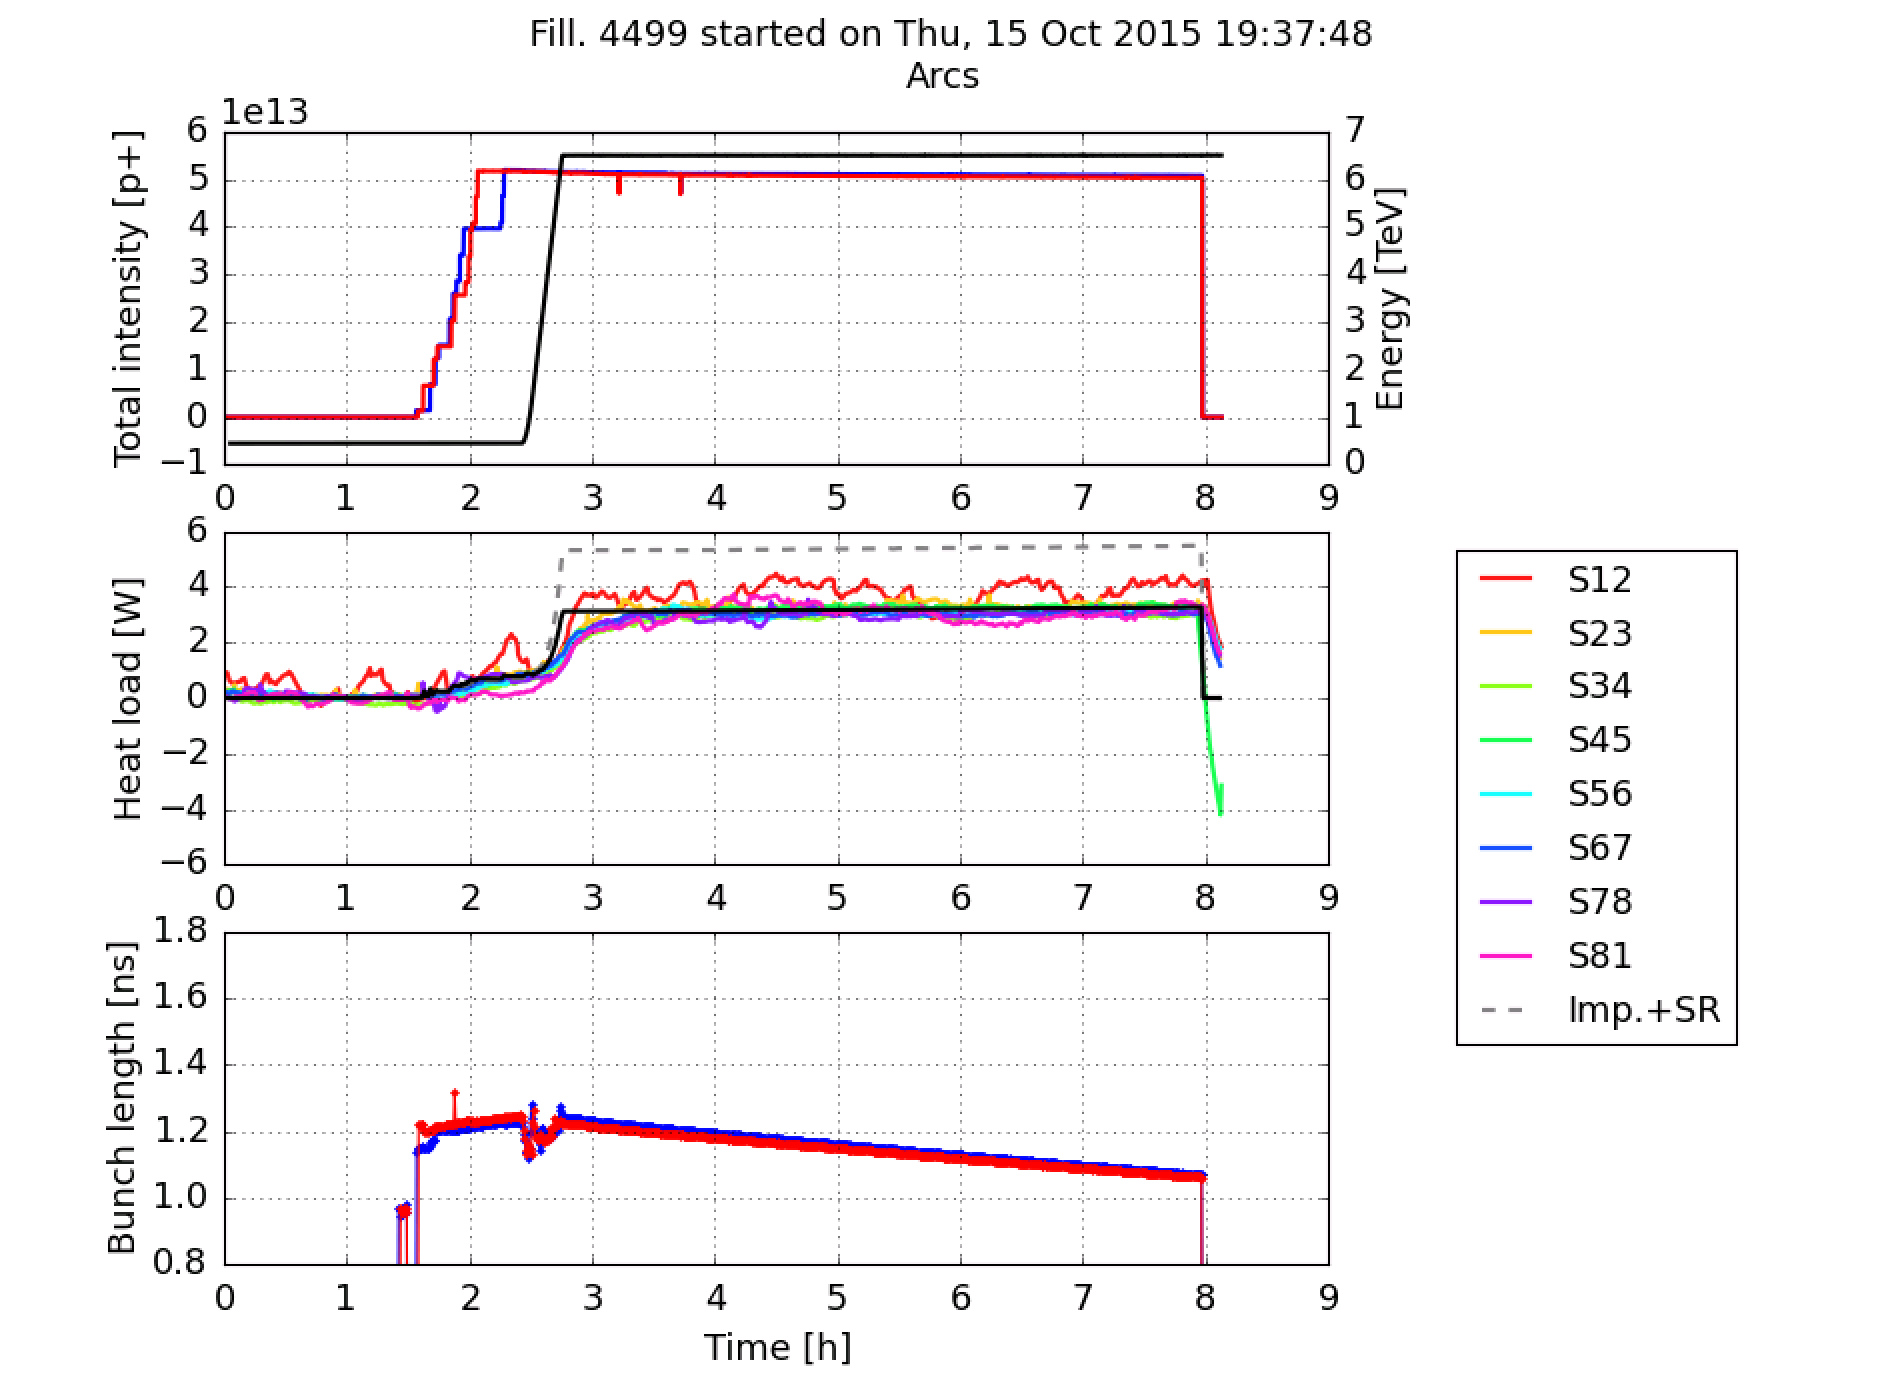 Fill. 4499 started on Thu, 15 Oct 2015 19:37:48
Arcs
1e13
Total intensity [p+]
6
5
4
3
2
1
0
−1
7
6
5
4
3
2
1
0
Energy [TeV]
0 1 2 3 4 5 6 7 8 9
Heat load [W]
6
4
2
0
−2
−4
−6
0 1 2 3 4 5 6 7 8 9
S12
S23
S34
S45
S56
S67
S78
S81
Imp.+SR
Bunch length [ns]
1.8
1.6
1.4
1.2
1.0
0.8
0 1 2 3 4 5 6 7 8 9
Time [h]